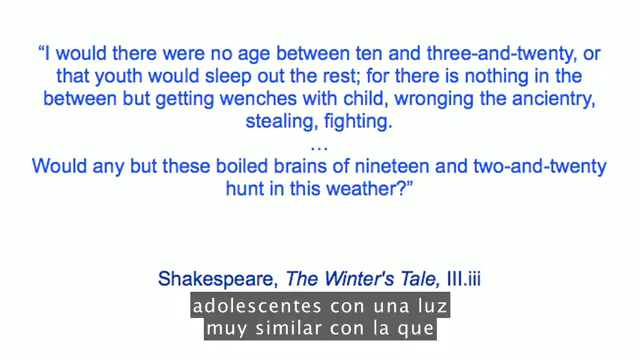 “I would there were no age between ten and three-and-twenty, or
that youth would sleep out the rest; for there is nothing in the
between but getting wenches with child, wronging the ancientry,
stealing, fighting.
…
Would any but these boiled brains of nineteen and two-and-twenty
hunt in this weather?”
Shakespeare, The Winter's Tale, III.iii
adolescentes con una luz
muy similar con la que